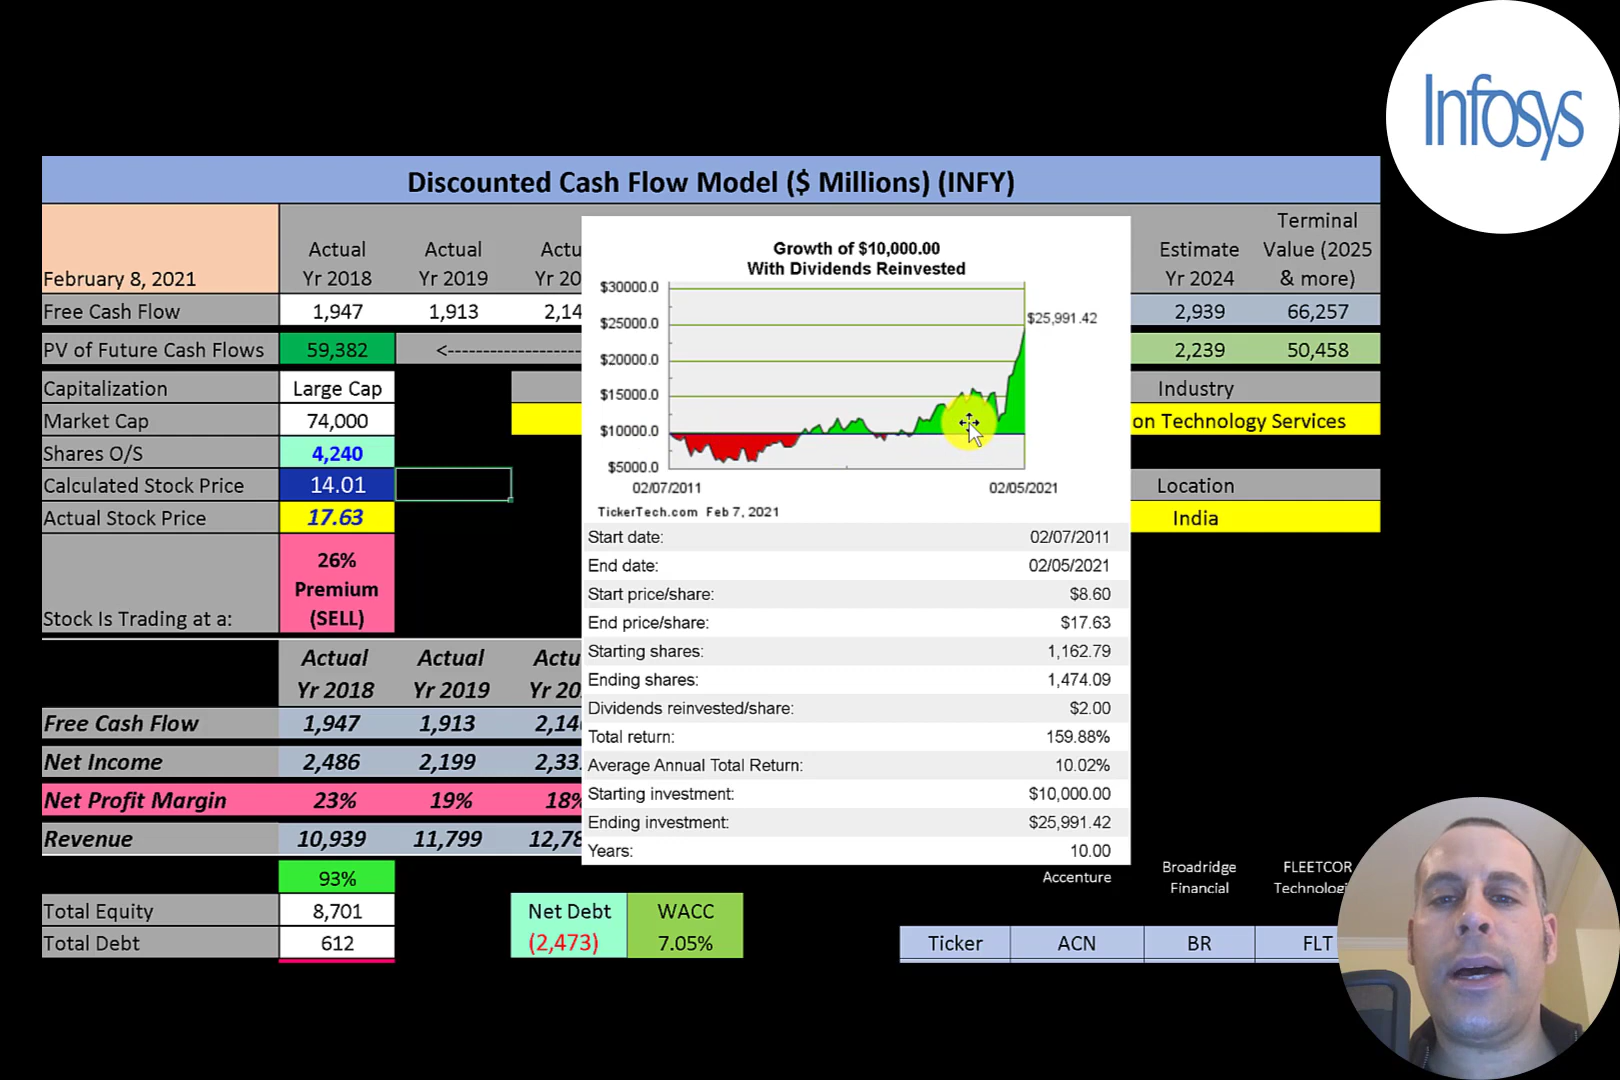 Infosys
Discounted Cash Flow Model ($ Millions) (INFY)
February 8, 2021
Actual Yr 2018
Actual Yr 2019
Estimate Yr 2024
Terminal Value (2025 & more)
Free Cash Flow 1,947 1,913 2,939 66,257
PV of Future Cash Flows 59,382 <--------------- 2,239 50,458
Capitalization Large Cap Industry
Market Cap 74,000 on Technology Services
Shares O/S 4,240
Calculated Stock Price 14.01 Location
Actual Stock Price 17.63 India
Stock Is Trading at a: 26% Premium (SELL)
Actual Yr 2018
Actual Yr 2019
Free Cash Flow 1,947 1,913
Net Income 2,486 2,199
Net Profit Margin 23% 19% 18%
Revenue 10,939 11,799
93%
Total Equity 8,701
Total Debt 612
Net Debt WACC
(2,473) 7.05%
Growth of $10,000.00
With Dividends Reinvested
$30000.0
$25000.0
$20000.0
$15000.0
$10000.0
$5000.0
$25,991.42
02/07/2011 02/05/2021
TickerTech.com Feb 7, 2021
Start date: 02/07/2011
End date: 02/05/2021
Start price/share: $8.60
End price/share: $17.63
Starting shares: 1,162.79
Ending shares: 1,474.09
Dividends reinvested/share: $2.00
Total return: 159.88%
Average Annual Total Return: 10.02%
Starting investment: $10,000.00
Ending investment: $25,991.42
Years: 10.00
Accenture
Broadridge Financial
FLEETCOR
Ticker ACN BR FLT